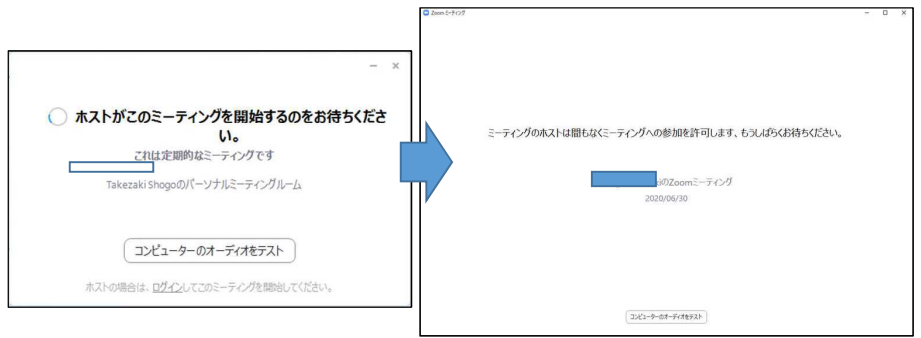 ホストがこのミーティングを開始するのをお待ちくださ
い。
これは定期的なミーティングです
Takezaki Shogoのパーソナルミーティングルーム
コンピューターのオーディオをテスト
ホストの場合は、ログインしてこのミーティングを開始してください。
Zoom ミーティング
ミーティングのホストは間もなくミーティングへの参加を許可します、もうしばらくお待ちください。
のZoomミーティング
2020/06/30
コンピューターのオーディオをテスト